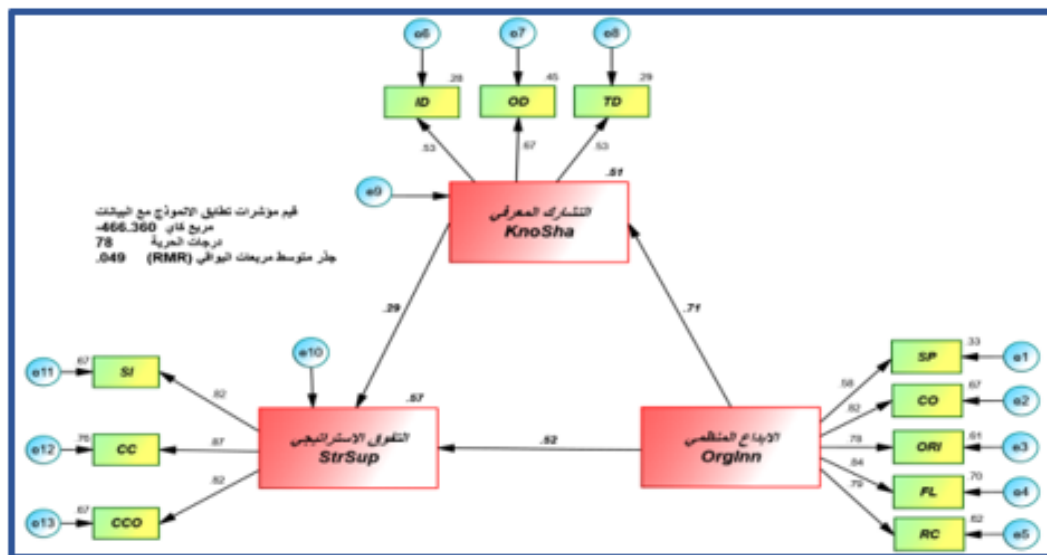 e6
e7
e8
.28
.45
.29
ID
OD
TD
.53
.67
.53
.51
e9
التشارك المعرفي
KnoSha
قيم مؤشرات تطابق الانموذج مع البيانات
مربع كاي 466.360-
درجات الحرية 78
جذر متوسط مربعات البواقي (RMR) .049
.29
.71
e10
.33
SP
e1
.67
e11
SI
.58
.67
CO
e2
.82
.82
.57
.52
.76
e12
CC
.87
التفوق الاستراتيجي
StrSup
الابداع المنظمي
OrgInn
.78
.61
ORI
e3
.84
.70
FL
e4
.67
e13
CCO
.82
.79
.62
RC
e5